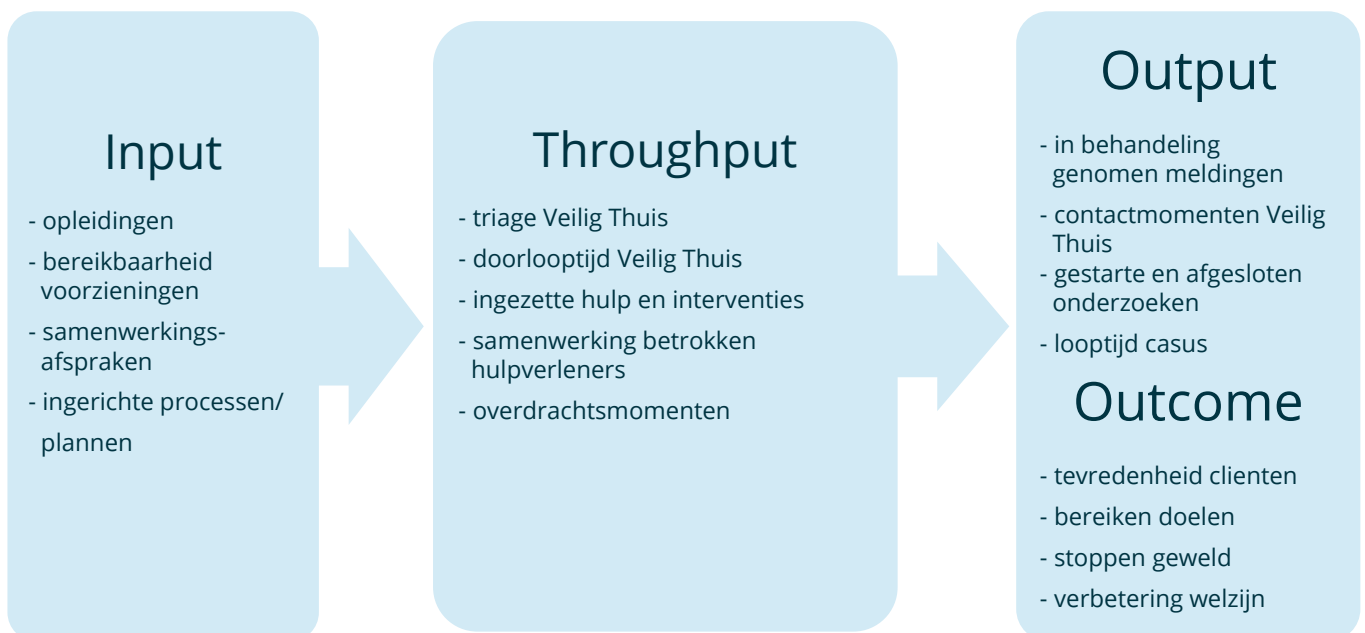 Input
- opleidingen
- bereikbaarheid
voorzieningen
- samenwerkings-
afspraken
- ingerichte processen/
plannen
Throughput
- triage Veilig Thuis
- doorlooptijd Veilig Thuis
- ingezette hulp en interventies
- samenwerking betrokken
hulpverleners
- overdrachtsmomenten
Output
- in behandeling
genomen meldingen
- contactmomenten Veilig
Thuis
- gestarte en afgesloten
onderzoeken
- looptijd casus
Outcome
- tevredenheid clienten
- bereiken doelen
- stoppen geweld
- verbetering welzijn